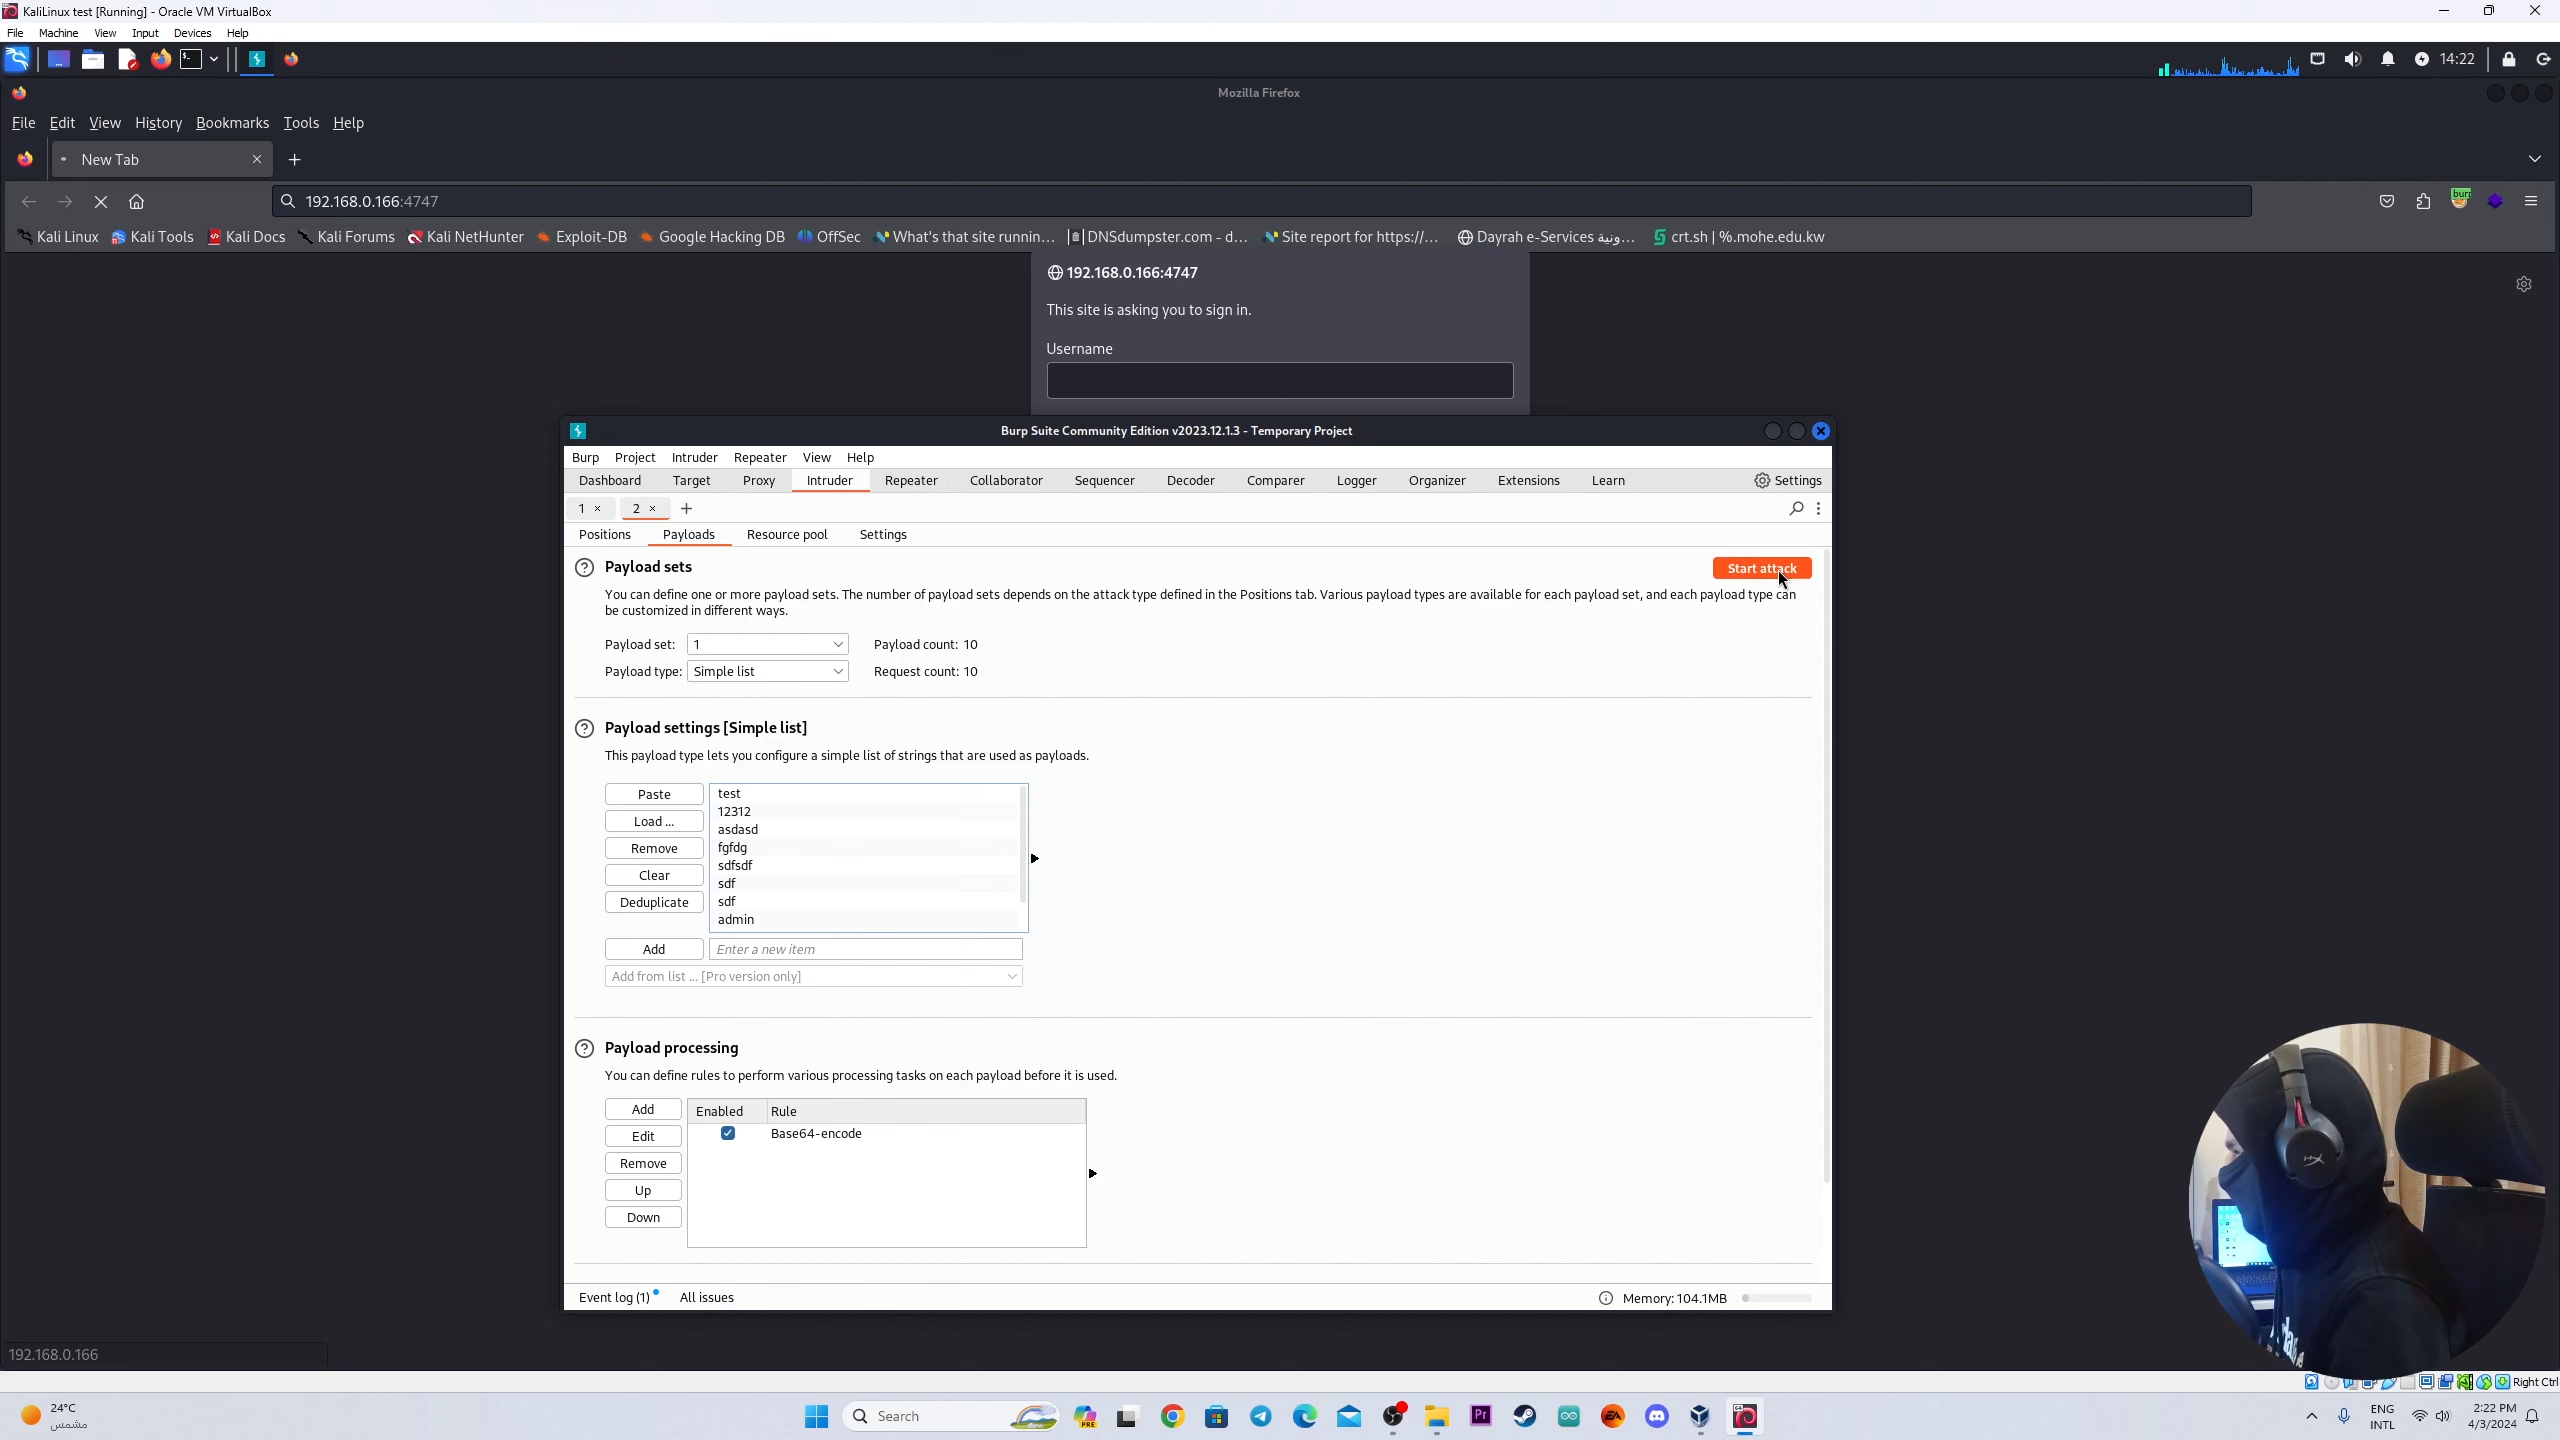 KaliLinux test [Running] - Oracle VM VirtualBox
File Machine View Input Devices Help
14:22
Mozilla Firefox
File Edit View History Bookmarks Tools Help
New Tab
192.168.0.166:4747
burp
Kali Linux Kali Tools Kali Docs Kali Forums Kali NetHunter Exploit-DB Google Hacking DB OffSec What's that site runnin... DNSdumpster.com - d... Site report for https://... Dayrah e-Services ونية... crt.sh | %.mohe.edu.kw
192.168.0.166:4747
This site is asking you to sign in.
Username
Burp Suite Community Edition v2023.12.1.3 - Temporary Project
Burp Project Intruder Repeater View Help
Dashboard Target Proxy Intruder Repeater Collaborator Sequencer Decoder Comparer Logger Organizer Extensions Learn Settings
1 × 2 × +
Positions Payloads Resource pool Settings
Payload sets
Start attack
You can define one or more payload sets. The number of payload sets depends on the attack type defined in the Positions tab. Various payload types are available for each payload set, and each payload type can
be customized in different ways.
Payload set: 1 Payload count: 10
Payload type: Simple list Request count: 10
Payload settings [Simple list]
This payload type lets you configure a simple list of strings that are used as payloads.
Paste
Load ...
Remove
Clear
Deduplicate
test
12312
asdasd
fgfdg
sdfsdf
sdf
sdf
admin
Add Enter a new item
Add from list ... [Pro version only]
Payload processing
You can define rules to perform various processing tasks on each payload before it is used.
Add
Edit
Remove
Up
Down
Enabled Rule
Base64-encode
Event log (1) All issues
Memory: 104.1MB
192.168.0.166
Right Ctrl
24°C
مشمس
Search
PRE
Pr
EA
ENG
INTL
2:22 PM
4/3/2024